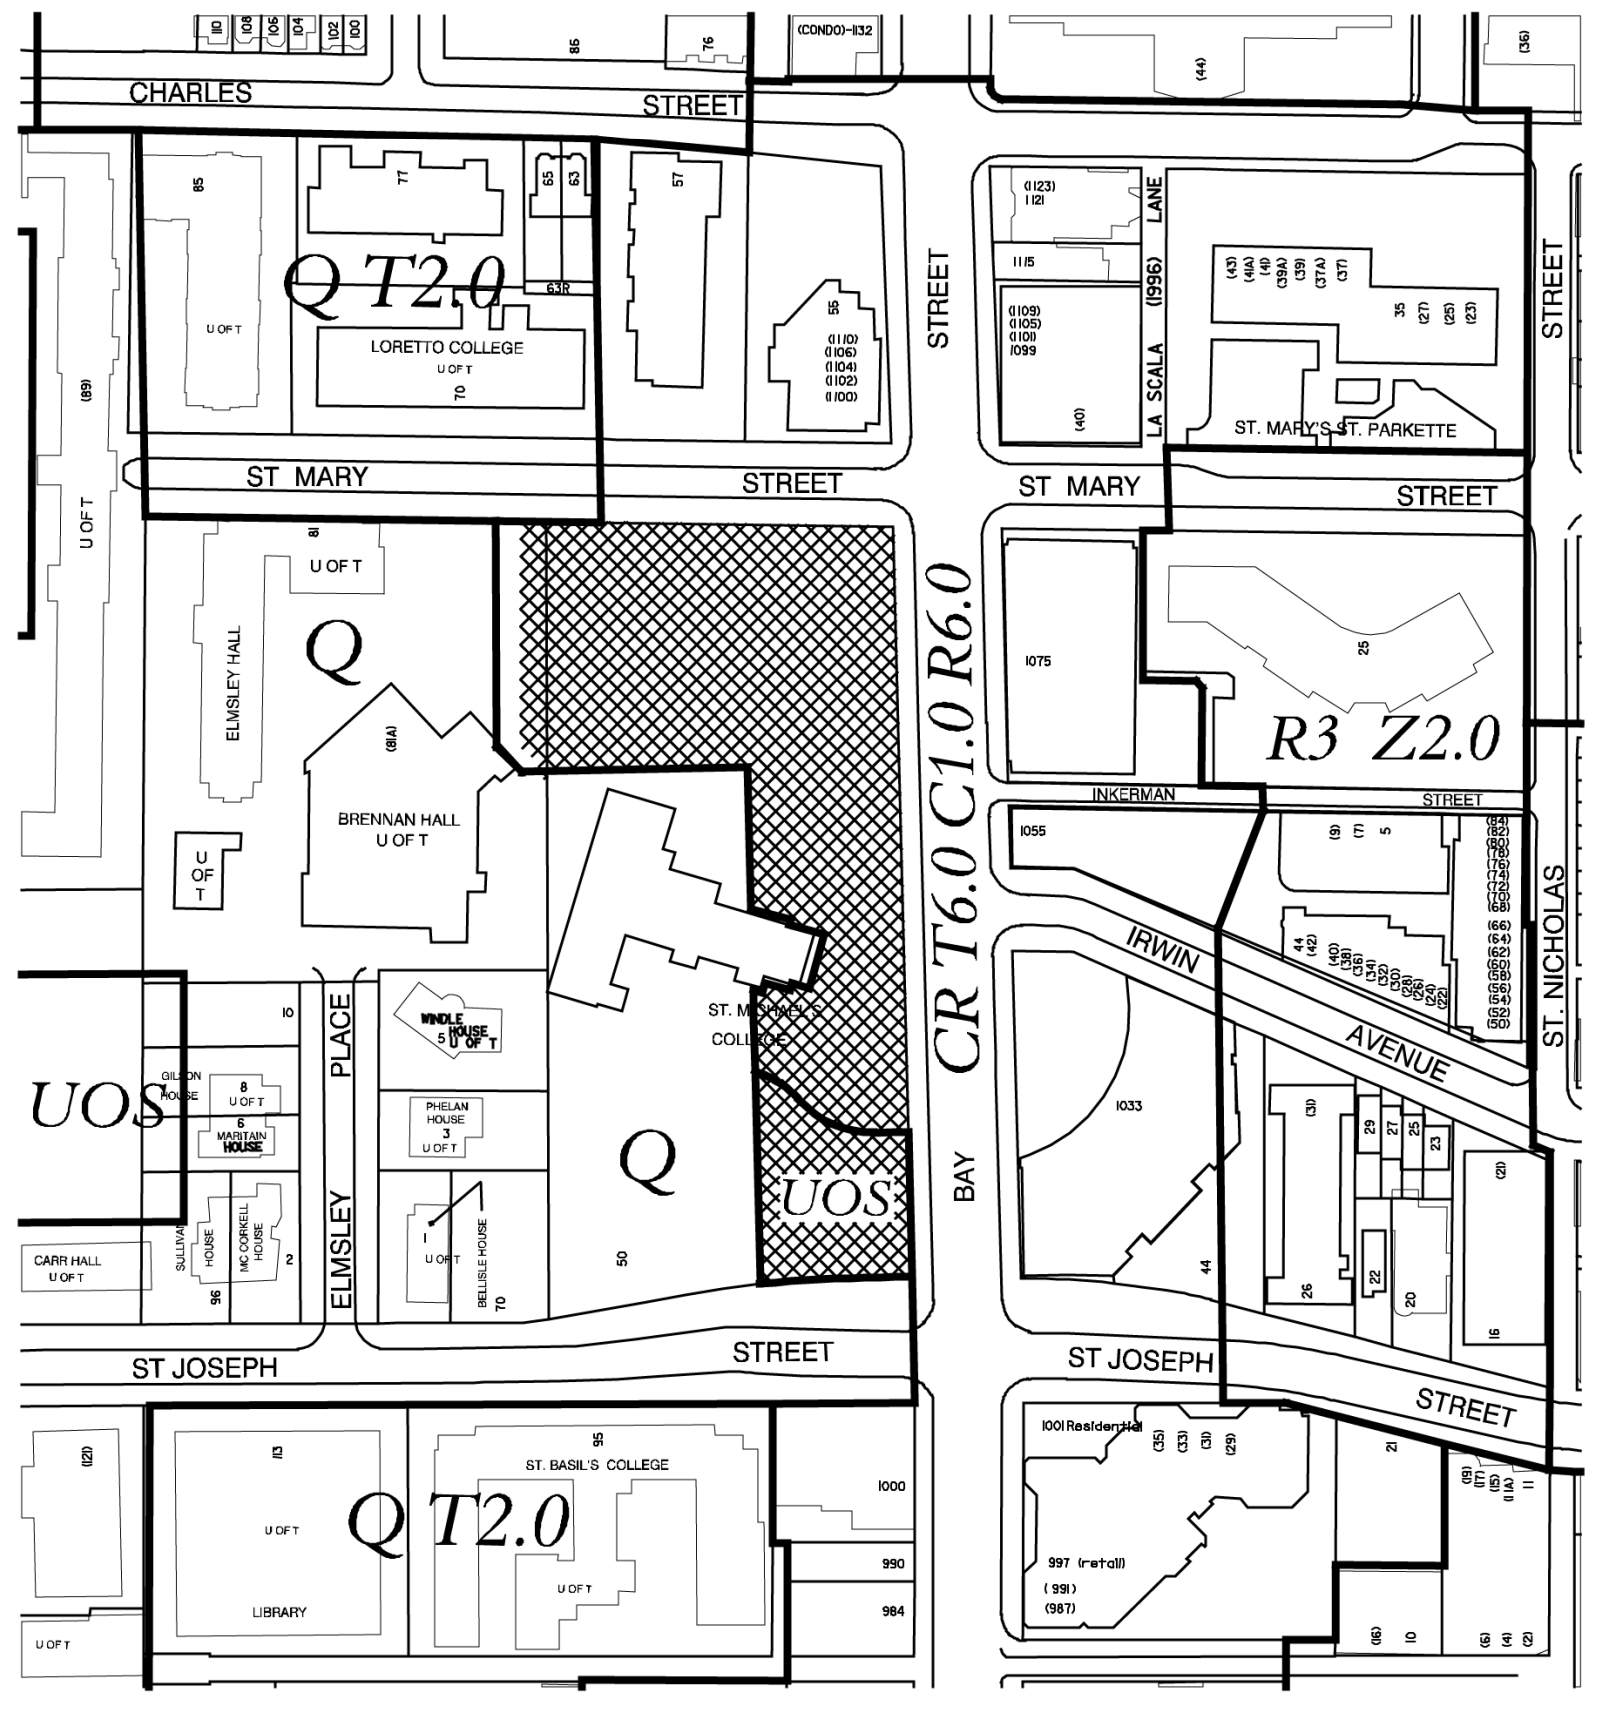 110
108
106
104
102
100
86
76
(CONDO)-1132
(44)
(36)
CHARLES
STREET
85
77
65
63
57
(1123)
1121
LA SCALA LANE (1996)
STREET
STREET
1115
(43)
(41A)
(41)
(39A)
(39)
(37A)
(37)
Q T2.0
63R
U OF T
LORETTO COLLEGE
U OF T
70
55
(1110)
(1106)
(1104)
(1102)
(1100)
(1109)
(1105)
(1101)
1099
(40)
35
(27)
(25)
(23)
(89)
U OF T
ST. MARY'S ST. PARKETTE
ST MARY
STREET
ST MARY
STREET
81
U OF T
ELMSLEY HALL
Q
(81A)
CR T6.0 C1.0 R6.0
1075
25
R3 Z2.0
BRENNAN HALL
U OF T
U
OF
T
INKERMAN
STREET
1055
(9)
(7)
5
(84)
(82)
(80)
(78)
(76)
(74)
(72)
(70)
(68)
(66)
(64)
(62)
(60)
(58)
(56)
(54)
(52)
(50)
44
(42)
(40)
(38)
(36)
(34)
(32)
(30)
(28)
(26)
(24)
(22)
ST. NICHOLAS
IRWIN
AVENUE
10
PLACE
WINDLE
5 HOUSE
U OF T
ST. MICHAEL'S
COLLEGE
UOS
GILSON
HOUSE
8
U OF T
6
MARITAIN
HOUSE
PHELAN
HOUSE
3
U OF T
Q
UOS
BAY
1033
(31)
29
27
25
23
(21)
CARR HALL
U OF T
SULLIVAN
HOUSE
96
MC CORKELL
HOUSE
2
ELMSLEY
1
U OF T
BELLISLE HOUSE
70
50
44
26
22
20
16
ST JOSEPH
STREET
ST JOSEPH
STREET
(121)
113
95
ST. BASIL'S COLLEGE
Q T2.0
U OF T
U OF T
LIBRARY
U OF T
1000
990
984
1001 Residential
(35)
(33)
(31)
(29)
21
(19)
(17)
(15)
(11A)
11
997 (retail)
(991)
(987)
(16)
10
(6)
(4)
(2)